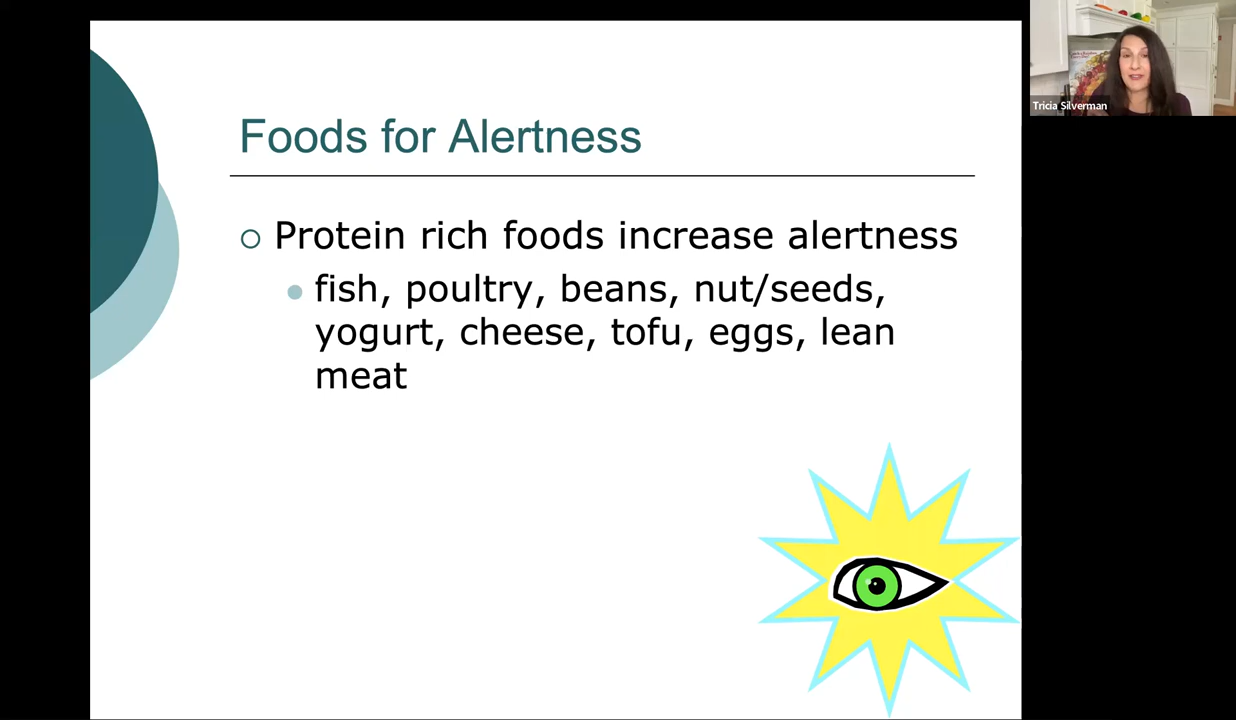 Foods for Alertness
Protein rich foods increase alertness
fish, poultry, beans, nut/seeds,
yogurt, cheese, tofu, eggs, lean
meat
Tricia Silverman